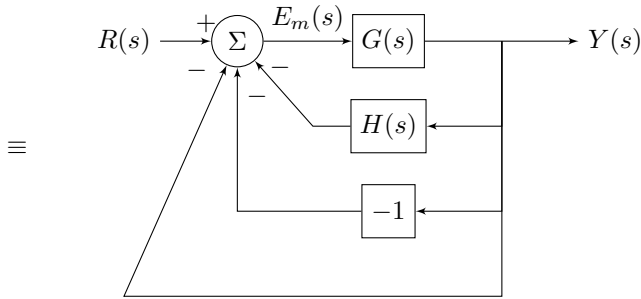 + E_m(s)
R(s) Σ G(s) Y(s)
− − −
H(s)
≡
−1